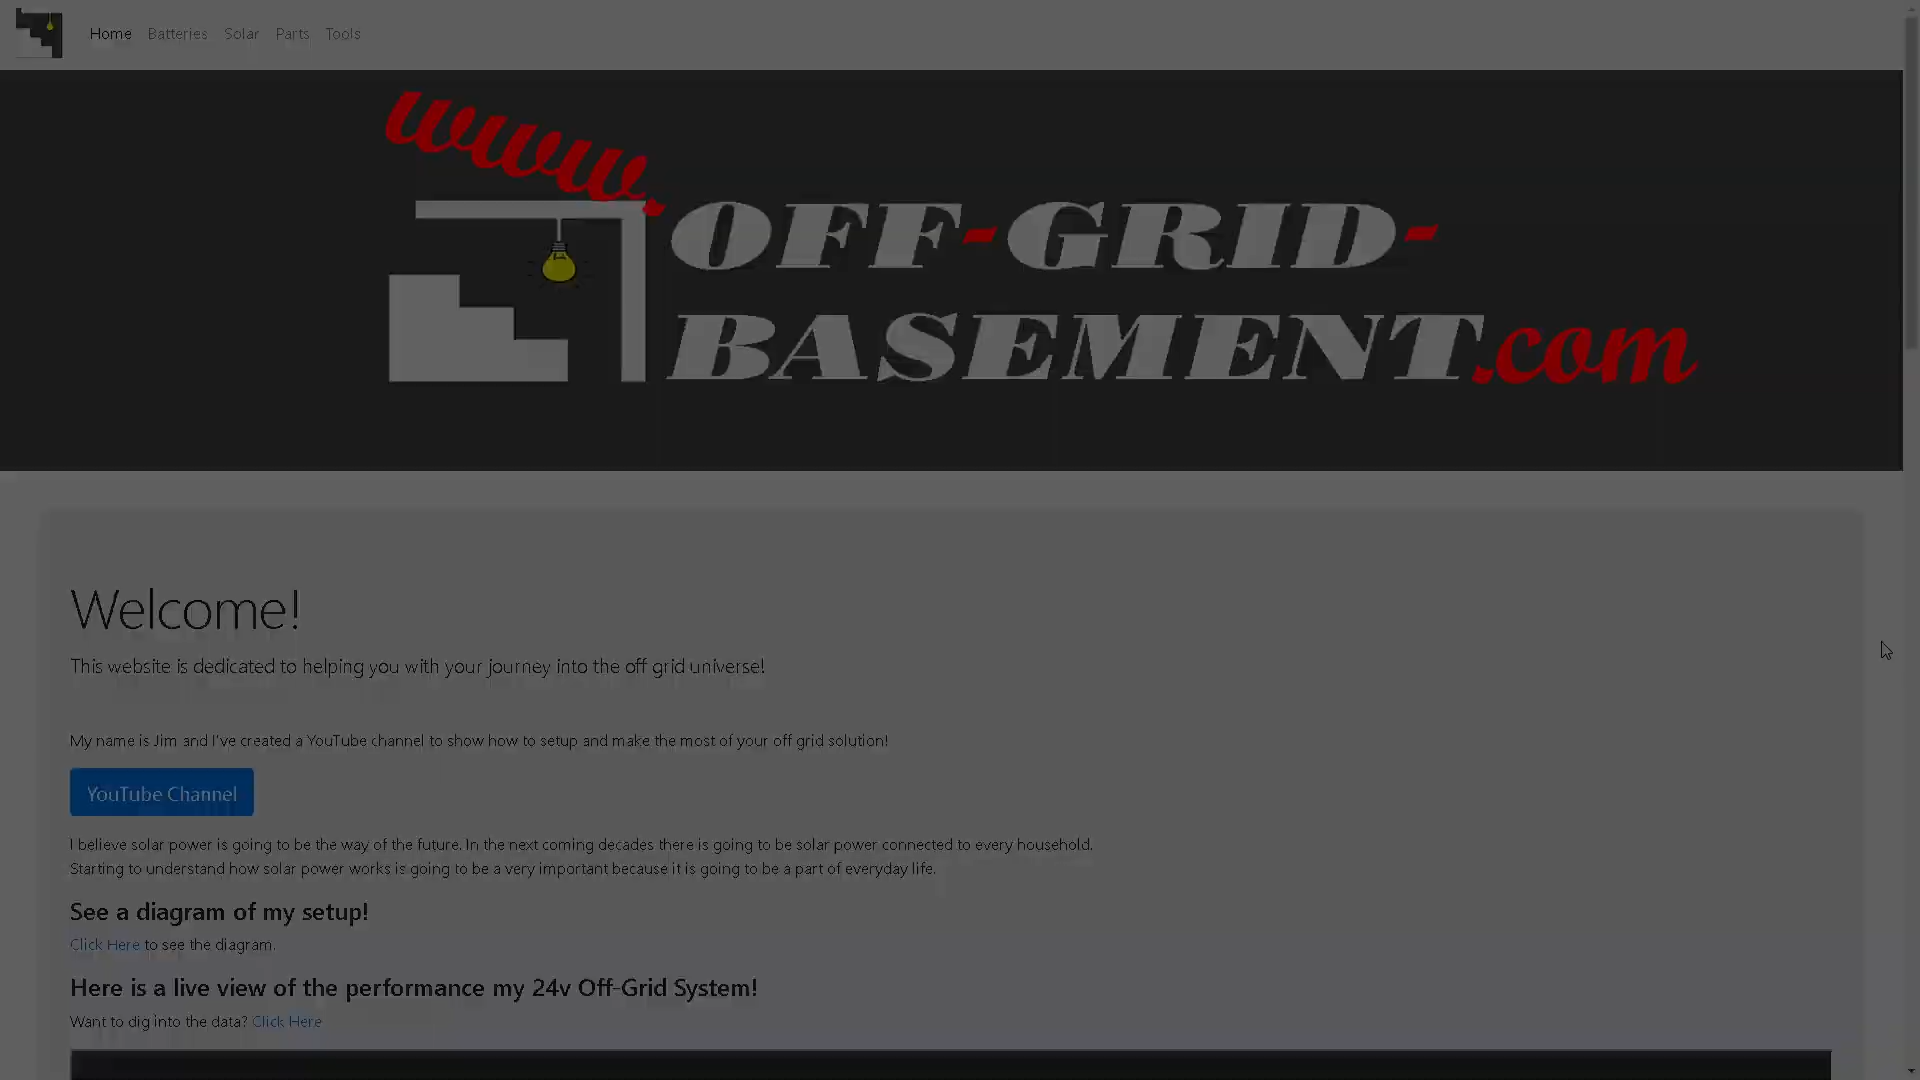 Home Batteries Solar Parts Tools
www.
OFF-GRID-
BASEMENT.com
Welcome!
This website is dedicated to helping you with your journey into the off grid universe!
My name is Jim and I've created a YouTube channel to show how to setup and make the most of your off grid solution!
YouTube Channel
I believe solar power is going to be the way of the future. In the next coming decades there is going to be solar power connected to every household.
Starting to understand how solar power works is going to be a very important because it is going to be a part of everyday life.
See a diagram of my setup!
Click Here to see the diagram.
Here is a live view of the performance my 24v Off-Grid System!
Want to dig into the data? Click Here